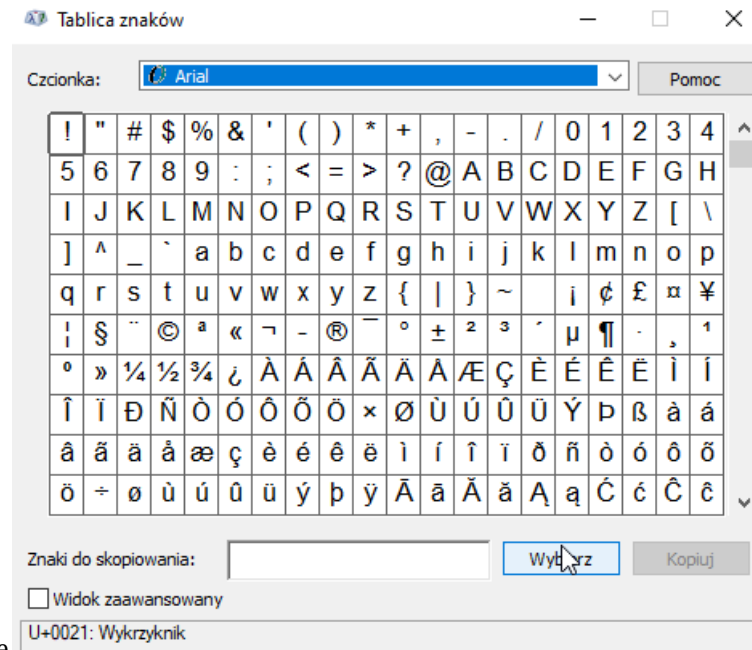 Tablica znaków
Czcionka: Arial Pomoc
! " # $ % & ' ( ) * + , - . / 0 1 2 3 4
5 6 7 8 9 : ; < = > ? @ A B C D E F G H
I J K L M N O P Q R S T U V W X Y Z [ \
] ^ _ ` a b c d e f g h i j k l m n o p
q r s t u v w x y z { | } ~ ¡ ¢ £ ¤ ¥
¦ § ¨ © ª « ¬ - ® ¯ ° ± ² ³ ´ µ ¶ · ¸ ¹
º » ¼ ½ ¾ ¿ À Á Â Ã Ä Å Æ Ç È É Ê Ë Ì Í
Î Ï Ð Ñ Ò Ó Ô Õ Ö × Ø Ù Ú Û Ü Ý Þ ß à á
â ã ä å æ ç è é ê ë ì í î ï ð ñ ò ó ô õ
ö ÷ ø ù ú û ü ý þ ÿ Ā ā Ă ă Ą ą Ć ć Ĉ ĉ
Znaki do skopiowania: Wybierz Kopiuj
Widok zaawansowany
U+0021: Wykrzyknik